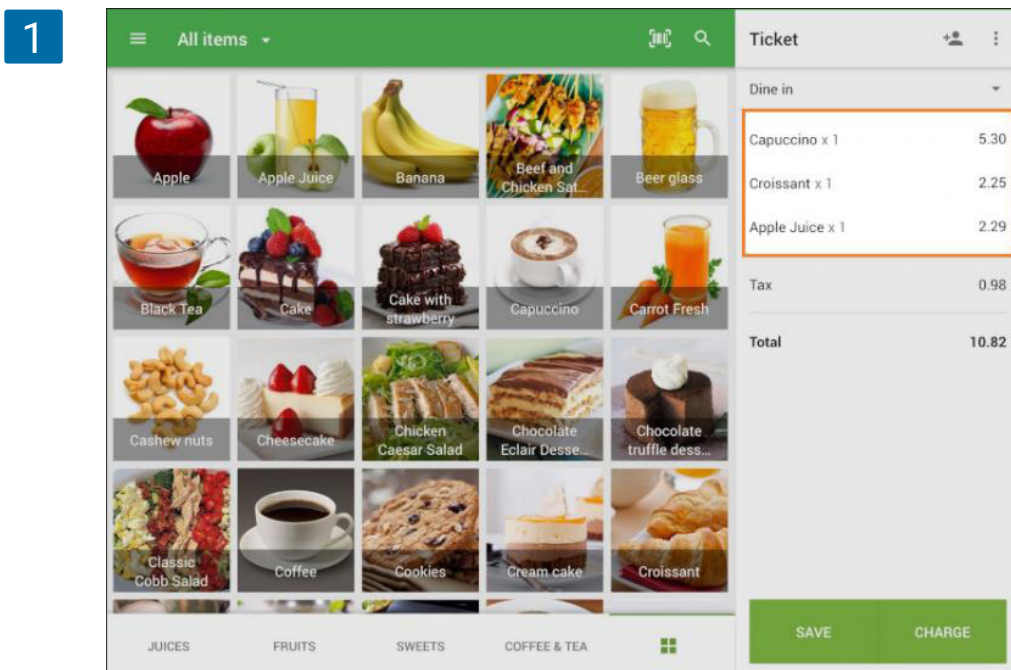 1
All items
Ticket
Dine in
Capuccino x 1 5.30
Croissant x 1 2.25
Apple Juice x 1 2.29
Tax 0.98
Total 10.82
Apple
Apple Juice
Banana
Beef and
Chicken Sat...
Beer glass
Black Tea
Cake
Cake with
strawberry
Capuccino
Carrot Fresh
Cashew nuts
Cheesecake
Chicken
Caesar Salad
Chocolate
Eclair Desse...
Chocolate
truffle dess...
Classic
Cobb Salad
Coffee
Cookies
Cream cake
Croissant
JUICES
FRUITS
SWEETS
COFFEE & TEA
SAVE
CHARGE